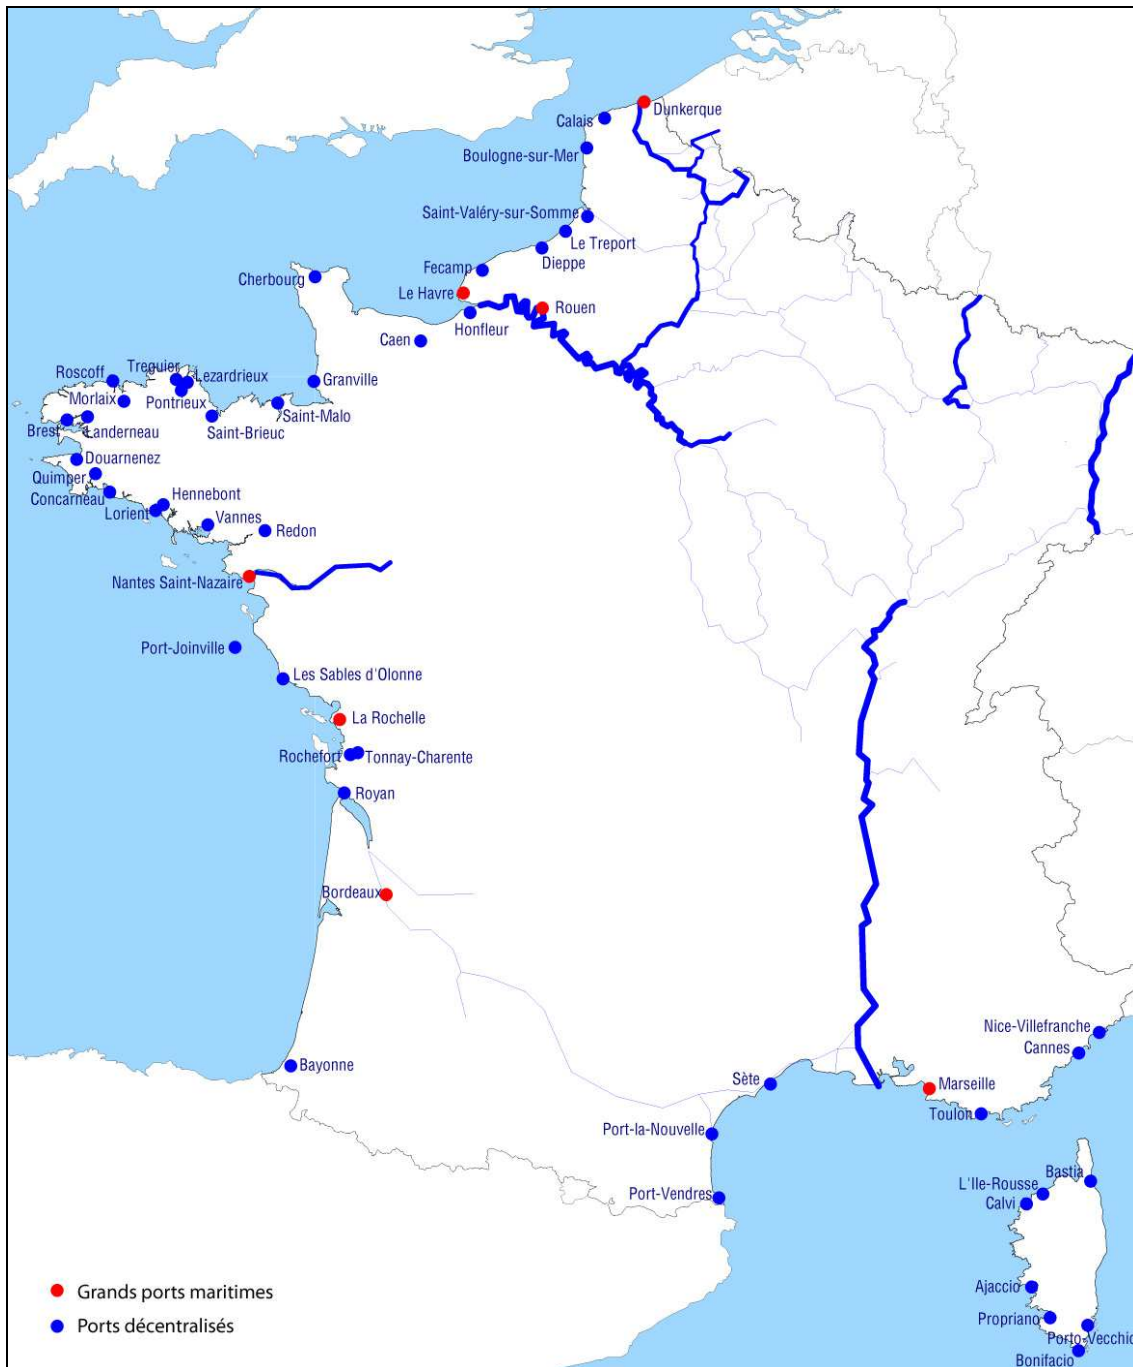 Dunkerque
Calais
Boulogne-sur-Mer
Saint-Valéry-sur-Somme
Le Treport
Dieppe
Fecamp
Cherbourg
Le Havre
Rouen
Honfleur
Caen
Treguier
Lezardrieux
Roscoff
Granville
Morlaix
Pontrieux
Saint-Malo
Brest
Landerneau
Saint-Brieuc
Douarnenez
Quimper
Concarneau
Hennebont
Lorient
Vannes
Redon
Nantes Saint-Nazaire
Port-Joinville
Les Sables d'Olonne
La Rochelle
Rochefort
Tonnay-Charente
Royan
Bordeaux
Nice-Villefranche
Cannes
Bayonne
Sète
Marseille
Toulon
Port-la-Nouvelle
Bastia
L'Ile-Rousse
Calvi
Port-Vendres
Ajaccio
Propriano
Porto-Vecchio
Bonifacio
Grands ports maritimes
Ports décentralisés